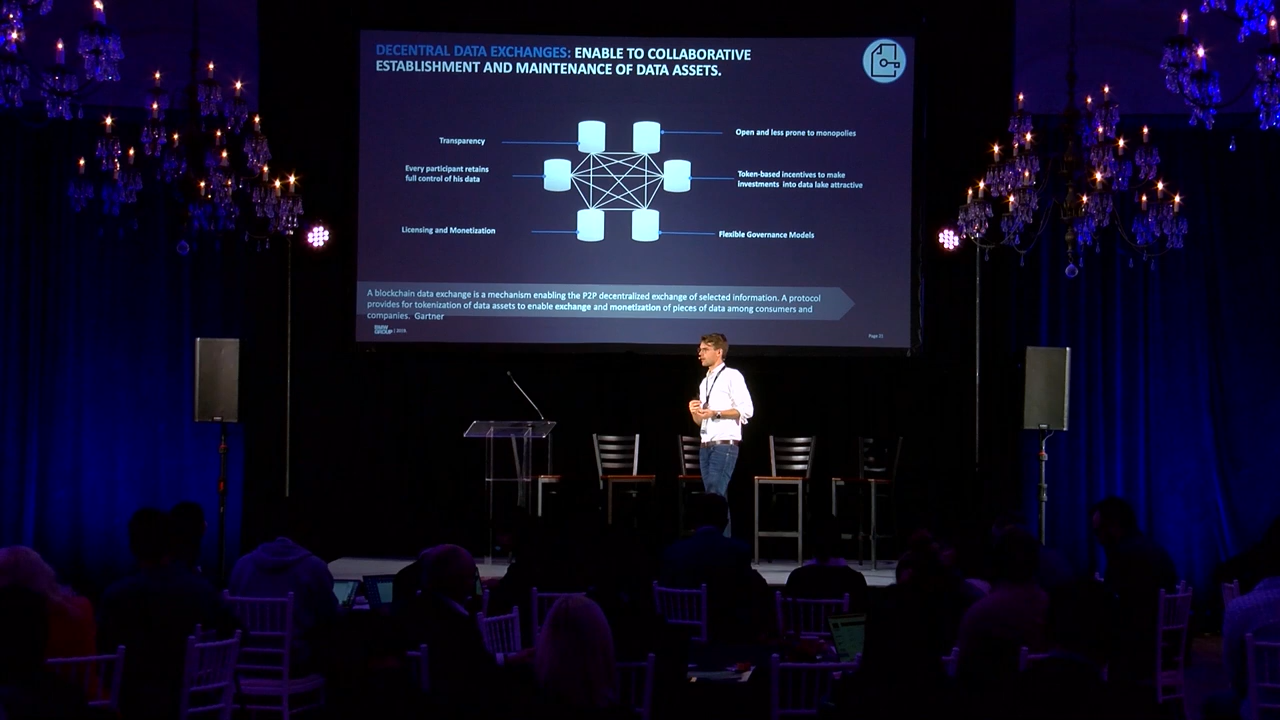 DECENTRAL DATA EXCHANGES: ENABLE TO COLLABORATIVE
ESTABLISHMENT AND MAINTENANCE OF DATA ASSETS.
Transparency
Every participant retains
full control of his data
Licensing and Monetization
Open and less prone to monopolies
Token-based incentives to make
investments into data lake attractive
Flexible Governance Models
A blockchain data exchange is a mechanism enabling the P2P decentralized exchange of selected information. A protocol
provides for tokenization of data assets to enable exchange and monetization of pieces of data among consumers and
companies. Gartner
BMW
GROUP | 2019.